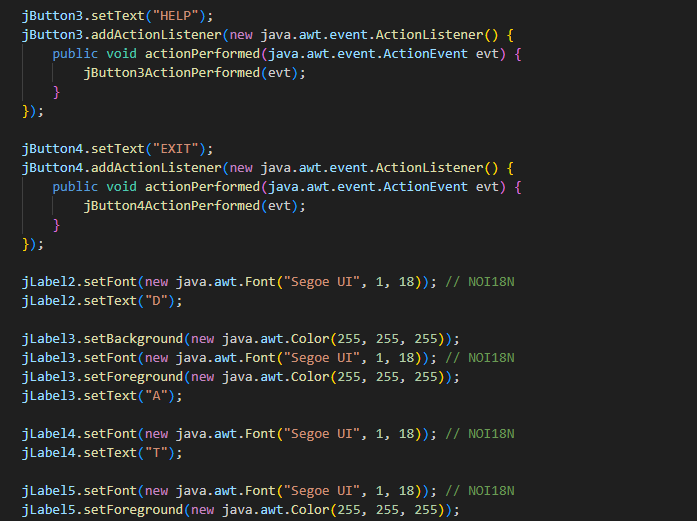 jButton3.setText("HELP");
jButton3.addActionListener(new java.awt.event.ActionListener() {
    public void actionPerformed(java.awt.event.ActionEvent evt) {
        jButton3ActionPerformed(evt);
    }
});

jButton4.setText("EXIT");
jButton4.addActionListener(new java.awt.event.ActionListener() {
    public void actionPerformed(java.awt.event.ActionEvent evt) {
        jButton4ActionPerformed(evt);
    }
});

jLabel2.setFont(new java.awt.Font("Segoe UI", 1, 18)); // NOI18N
jLabel2.setText("D");

jLabel3.setBackground(new java.awt.Color(255, 255, 255));
jLabel3.setFont(new java.awt.Font("Segoe UI", 1, 18)); // NOI18N
jLabel3.setForeground(new java.awt.Color(255, 255, 255));
jLabel3.setText("A");

jLabel4.setFont(new java.awt.Font("Segoe UI", 1, 18)); // NOI18N
jLabel4.setText("T");

jLabel5.setFont(new java.awt.Font("Segoe UI", 1, 18)); // NOI18N
jLabel5.setForeground(new java.awt.Color(255, 255, 255));